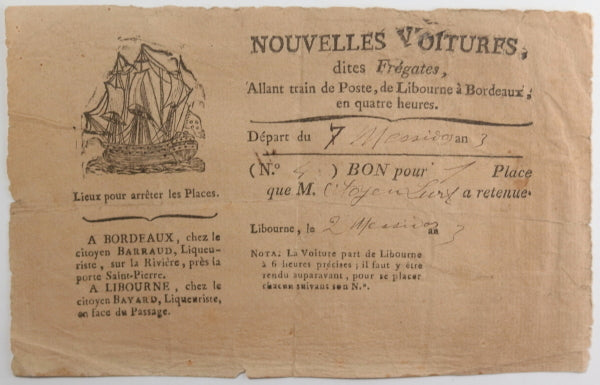 Lieux pour arrêter les Places.
A BORDEAUX, chez le
citoyen BARRAUD, Liqueu-
riste, sur la Rivière, près la
porte Saint-Pierre.
A LIBOURNE, chez le
citoyen BAYARD, Liqueuriste,
en face du Passage.
NOUVELLES VOITURES,
dites Frégates,
Allant train de Poste, de Libourne à Bordeaux,
en quatre heures.
Départ du 7 Messidor an 3
(N.º 4 ) BON pour 1 Place
que M. Citoyen a retenue.
Libourne, le 2 Messidor an 3
NOTA: La Voiture part de Libourne
à 6 heures précises; il faut y être
rendu auparavant, pour se placer
chacun suivant son N.º